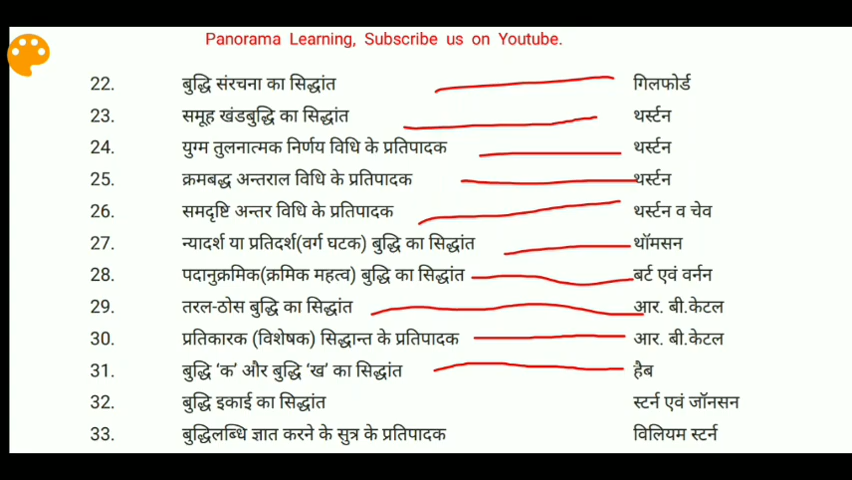 Panorama Learning, Subscribe us on Youtube.
22. बुद्धि संरचना का सिद्धांत गिलफोर्ड
23. समूह खंडबुद्धि का सिद्धांत थर्स्टन
24. युग्म तुलनात्मक निर्णय विधि के प्रतिपादक थर्स्टन
25. क्रमबद्ध अन्तराल विधि के प्रतिपादक थर्स्टन
26. समदृष्टि अन्तर विधि के प्रतिपादक थर्स्टन व चेव
27. न्यादर्श या प्रतिदर्श(वर्ग घटक) बुद्धि का सिद्धांत थॉमसन
28. पदानुक्रमिक(क्रमिक महत्व) बुद्धि का सिद्धांत बर्ट एवं वर्नन
29. तरल-ठोस बुद्धि का सिद्धांत आर. बी.केटल
30. प्रतिकारक (विशेषक) सिद्धान्त के प्रतिपादक आर. बी.केटल
31. बुद्धि ‘क’ और बुद्धि ‘ख’ का सिद्धांत हैब
32. बुद्धि इकाई का सिद्धांत स्टर्न एवं जॉनसन
33. बुद्धिलब्धि ज्ञात करने के सुत्र के प्रतिपादक विलियम स्टर्न